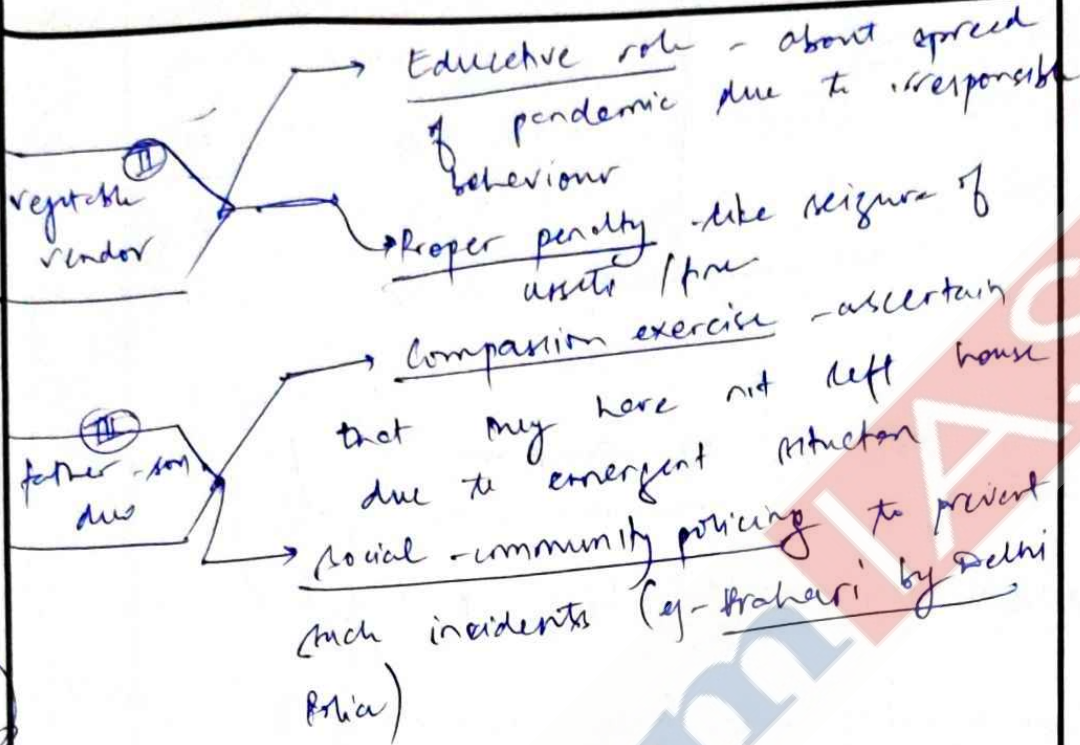 Educative role - about spread
of pandemic due to irresponsib
behaviour
II
vegetable
vendor
Proper penalty - like seizure of
assets / fine
Compassion exercise - ascertain
that they have not left house
due to emergent situation
III
father - son
duo
Social - community policing to prevent
such incidents (eg - Prahari by Delhi
Police)
m IAS